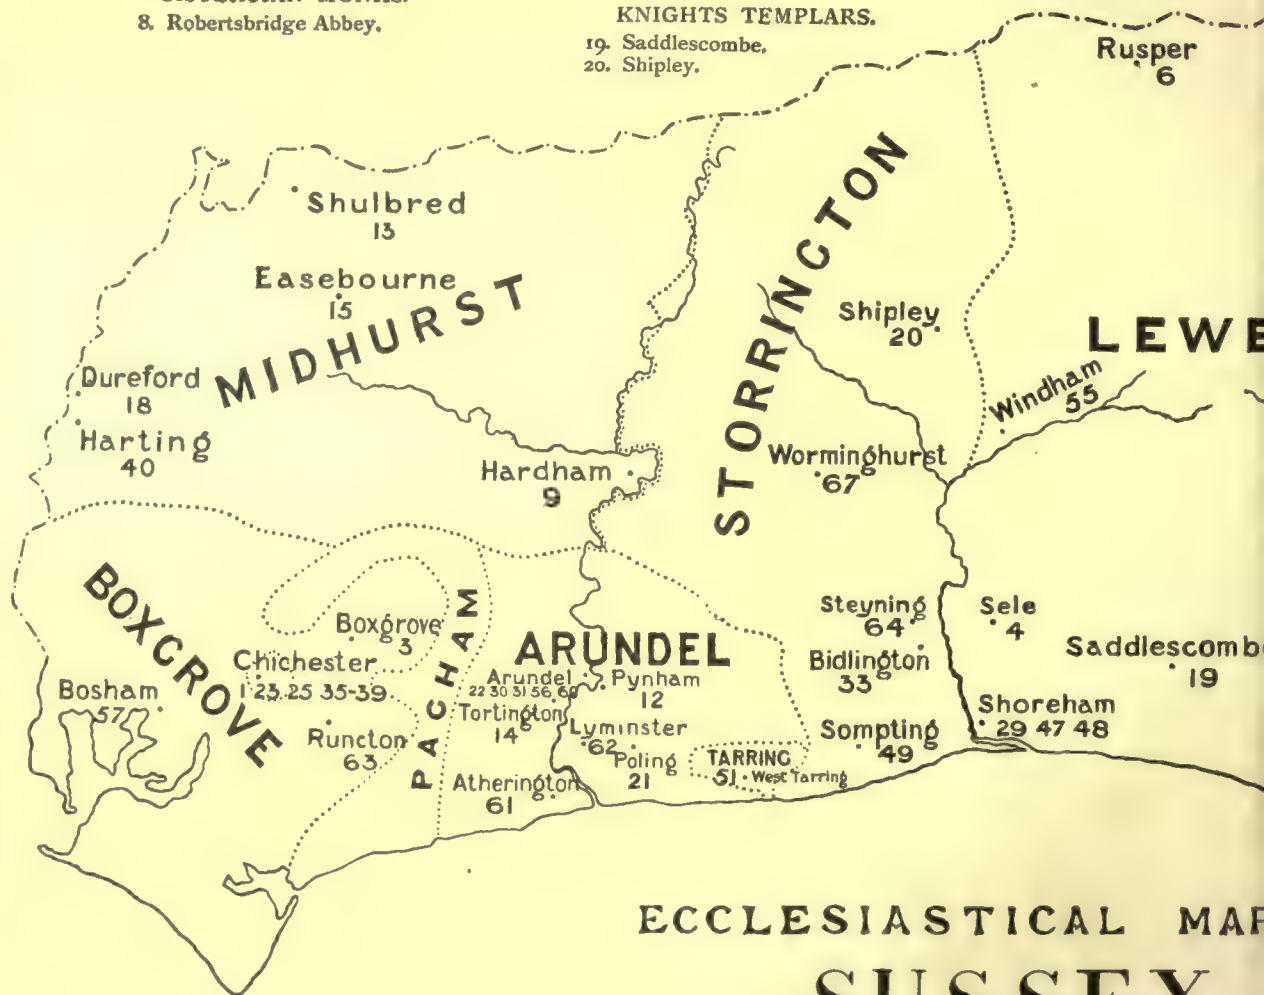 8. Robertsbridge Abbey.
KNIGHTS TEMPLARS.
19. Saddlescombe.
20. Shipley.
Rusper
6
Shulbred
13
Easebourne
15
MIDHURST
STORRINGTON
Shipley
20
LEWE
Dureford
18
Harting
40
Windham
55
Hardham
9
Worminghurst
67
BOXGROVE
Boxgrove
3
PACHAM
ARUNDEL
Steyning
64
Sele
4
Chichester
1 23.25 35-39
Bosham
57
Runcton
63
Arundel
22 30 31 56
Pynham
12
Tortington
14
Lyminster
62
Poling
21
Atherington
61
TARRING
51
West Tarring
Bidlington
33
Saddlescombe
19
Sompting
49
Shoreham
29 47 48
ECCLESIASTICAL MAP
SUSSEX